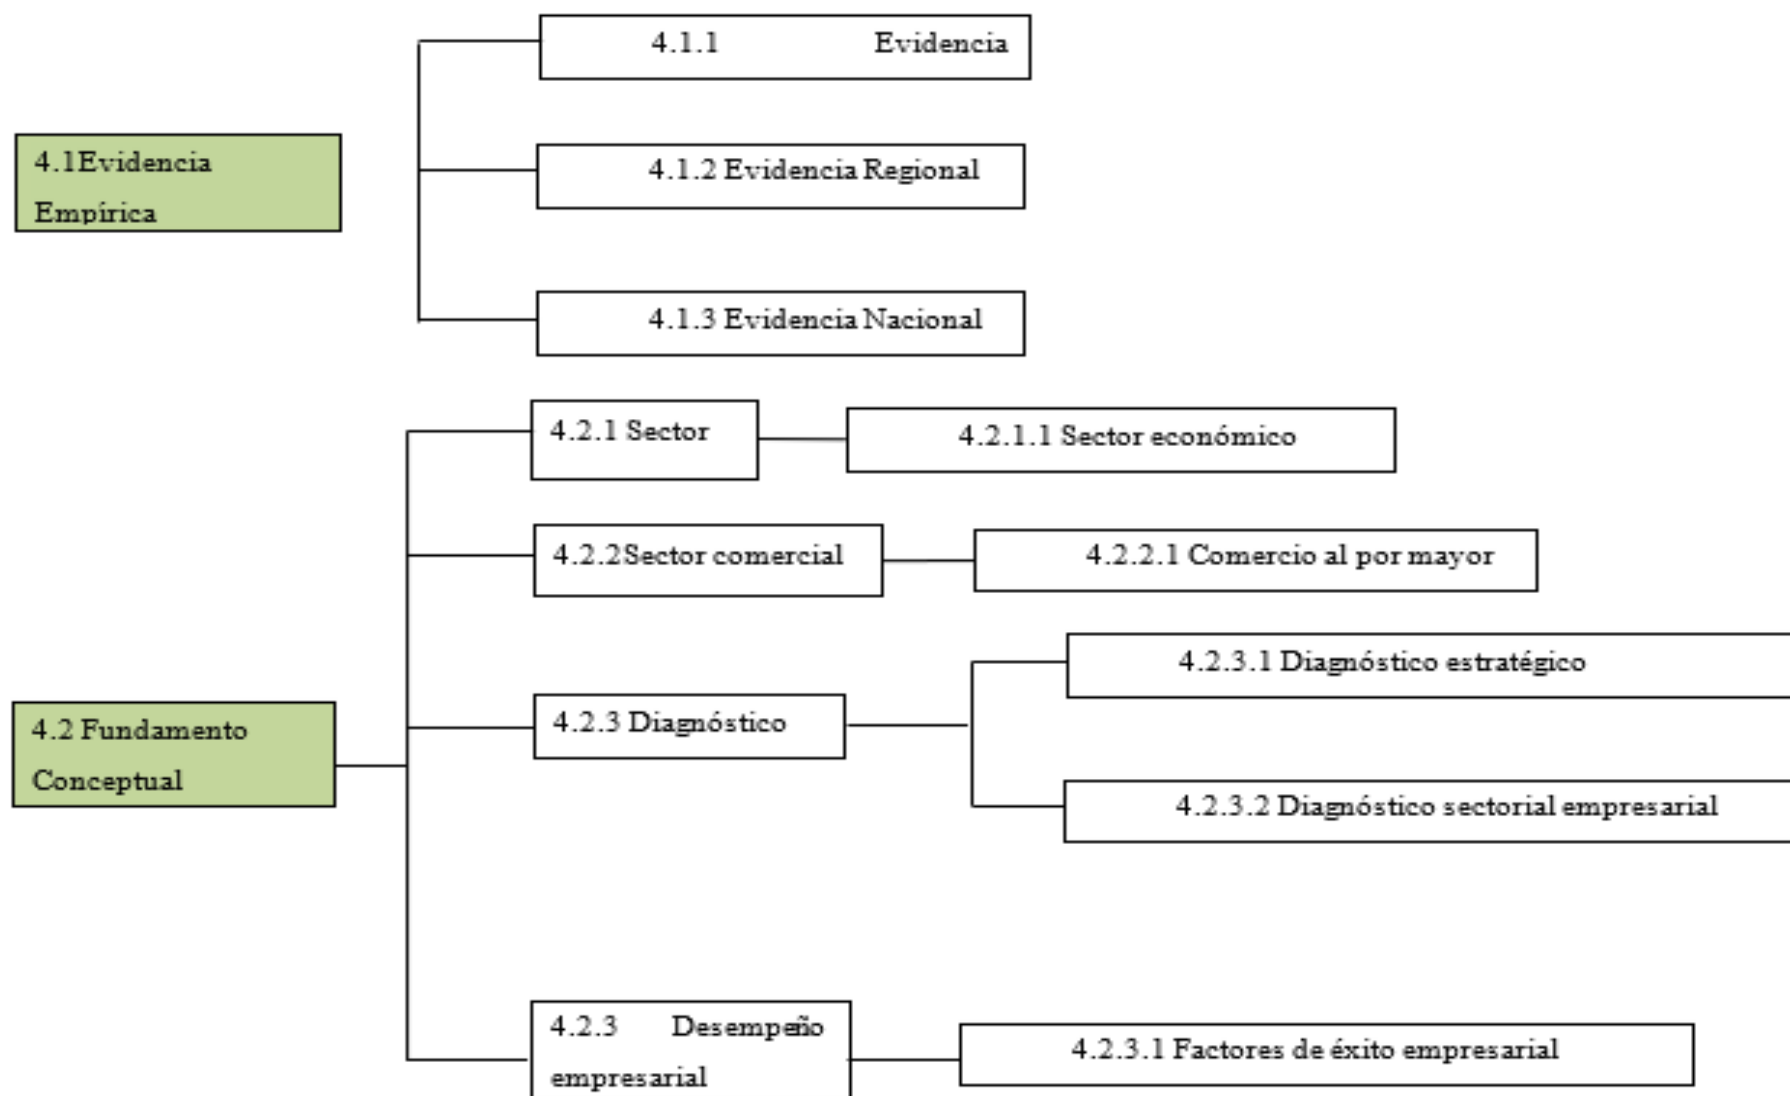 4.1.1 Evidencia
4.1Evidencia
Empírica
4.1.2 Evidencia Regional
4.1.3 Evidencia Nacional
4.2.1 Sector
4.2.1.1 Sector económico
4.2.2Sector comercial
4.2.2.1 Comercio al por mayor
4.2.3.1 Diagnóstico estratégico
4.2 Fundamento
Conceptual
4.2.3 Diagnóstico
4.2.3.2 Diagnóstico sectorial empresarial
4.2.3 Desempeño
empresarial
4.2.3.1 Factores de éxito empresarial